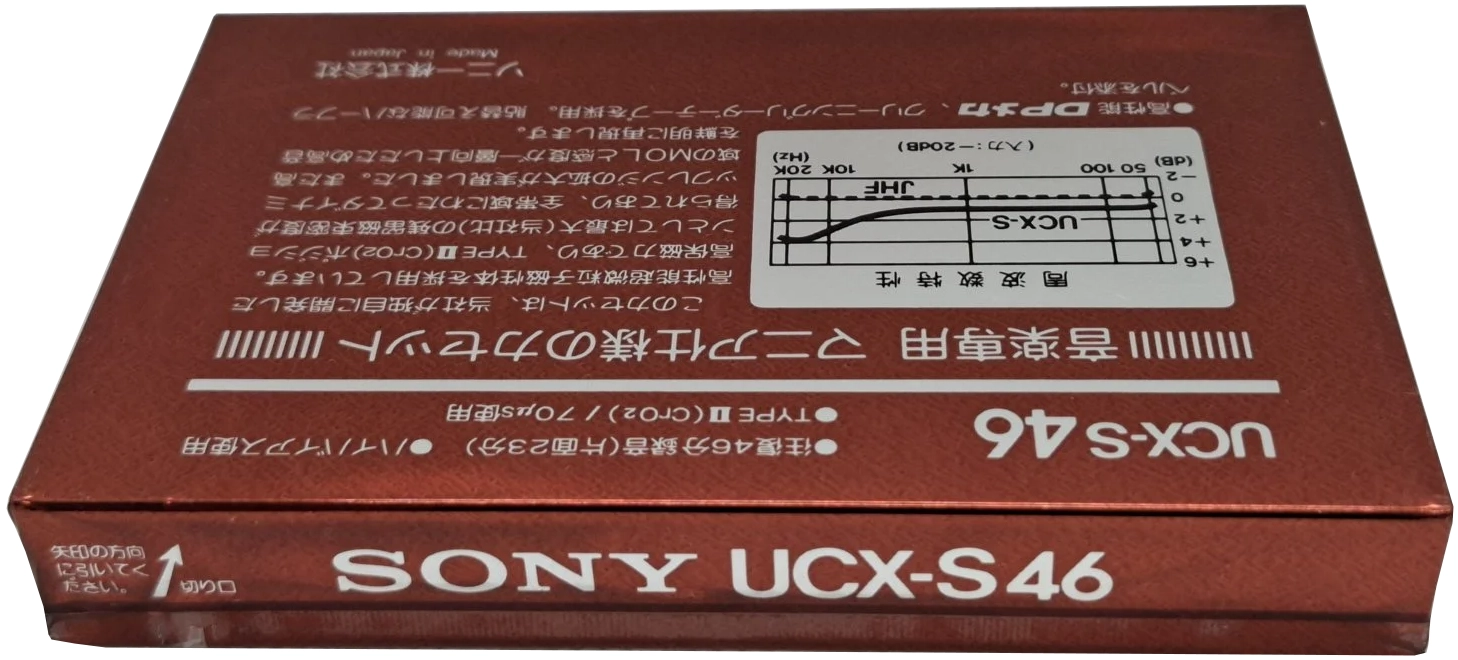 UCX-S 46
●往復46分録音(片面23分) ●ハイバイアス使用
●TYPE II (CrO2) / 70μs使用
音楽専用 マニア仕様のカセット
周波数特性
+6
+4
+2
0
-2
(dB)
UCX-S
JHF
50 100 1K 10K 20K
(Hz)
(入力:-20dB)
このカセットは、当社が独自に開発した
高性能超微粒子磁性体を採用しています。
高保磁力であり、TYPE II (CrO2)ポジショ
ンとしては最大(当社比)の残留磁束密度が
得られており、全帯域にわたってダイナミ
ックレンジの拡大が実現しました。また高
域のMOLと感度が一層向上したため高音
を鮮明に再現します。
●高性能DPメカ、クリーニングリーダーテープを採用。貼替え可能なハーフラ
ベルを添付。
ソニー株式会社
Made in Japan
矢印の方向
に引いてく
ださい。
切り口
SONY UCX-S 46